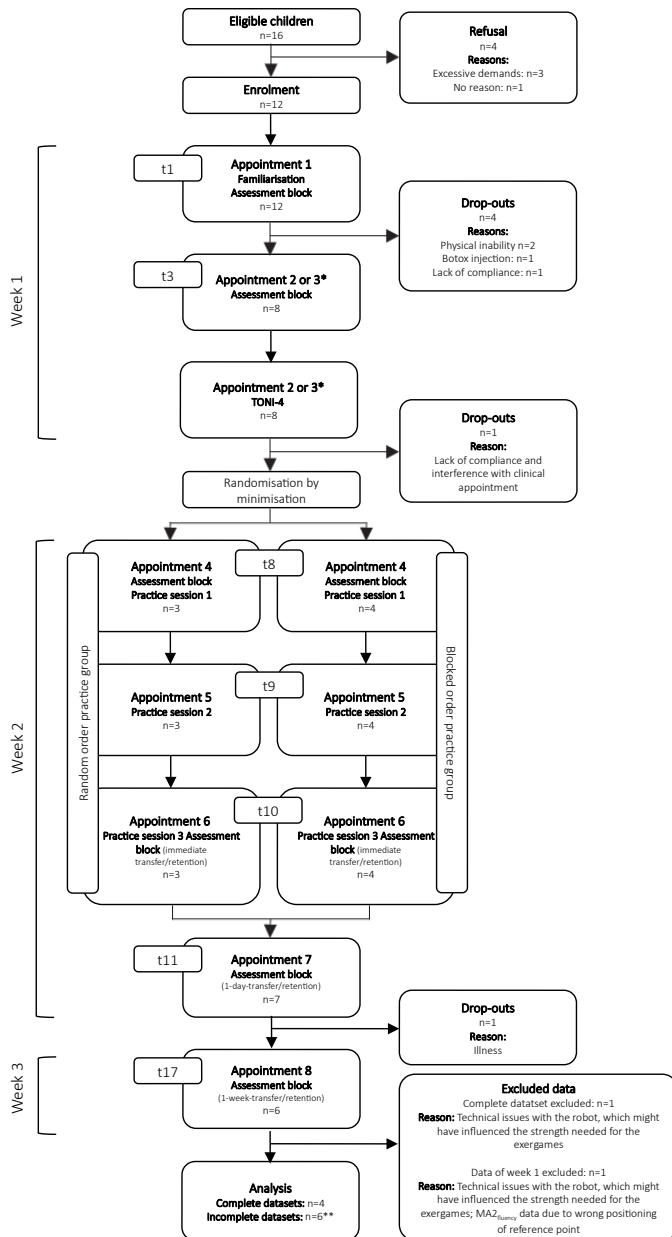 Eligible children
n=16
Refusal
n=4
Reasons:
Excessive demands: n=3
No reason: n=1
Enrolment
n=12
Week 1
t1
Appointment 1
Familiarisation
Assessment block
n=12
Drop-outs
n=4
Reasons:
Physical inability n=2
Botox injection: n=1
Lack of compliance: n=1
t3
Appointment 2 or 3*
Assessment block
n=8
Appointment 2 or 3*
TONI-4
n=8
Drop-outs
n=1
Reason:
Lack of compliance and
interference with clinical
appointment
Randomisation by
minimisation
Week 2
Random order practice group
Appointment 4
Assessment block
Practice session 1
n=3
t8
Appointment 4
Assessment block
Practice session 1
n=4
Blocked order practice group
Appointment 5
Practice session 2
n=3
t9
Appointment 5
Practice session 2
n=4
Appointment 6
Practice session 3 Assessment
block (immediate
transfer/retention)
n=3
t10
Appointment 6
Practice session 3 Assessment
block (immediate
transfer/retention)
n=4
t11
Appointment 7
Assessment block
(1-day-transfer/retention)
n=7
Drop-outs
n=1
Reason:
Illness
Week 3
t17
Appointment 8
Assessment block
(1-week-transfer/retention)
n=6
Excluded data
Complete datatset excluded: n=1
Reason: Technical issues with the robot, which might
have influenced the strength needed for the
exergames
Data of week 1 excluded: n=1
Reason: Technical issues with the robot, which might
have influenced the strength needed for the
exergames; MA2fluency data due to wrong positioning
of reference point
Analysis
Complete datasets: n=4
Incomplete datasets: n=6**